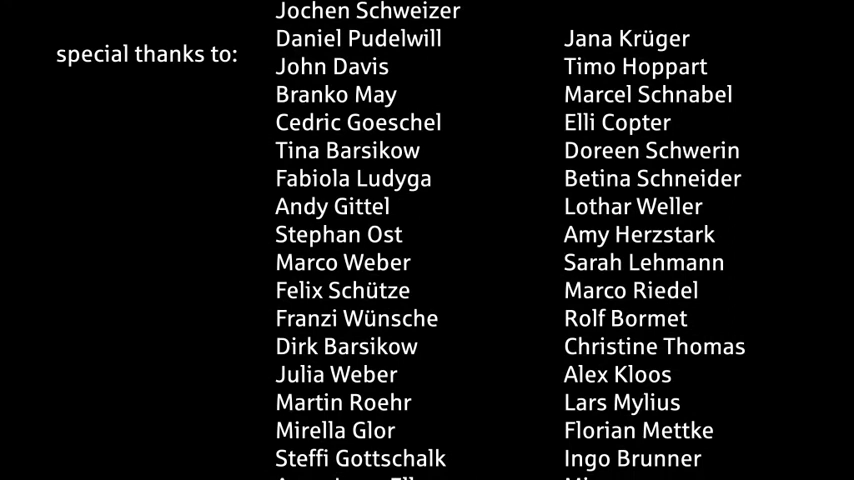 Jochen Schweizer
special thanks to:
Daniel Pudelwill
John Davis
Branko May
Cedric Goeschel
Tina Barsikow
Fabiola Ludyga
Andy Gittel
Stephan Ost
Marco Weber
Felix Schütze
Franzi Wünsche
Dirk Barsikow
Julia Weber
Martin Roehr
Mirella Glor
Steffi Gottschalk
Jana Krüger
Timo Hoppart
Marcel Schnabel
Elli Copter
Doreen Schwerin
Betina Schneider
Lothar Weller
Amy Herzstark
Sarah Lehmann
Marco Riedel
Rolf Bormet
Christine Thomas
Alex Kloos
Lars Mylius
Florian Mettke
Ingo Brunner